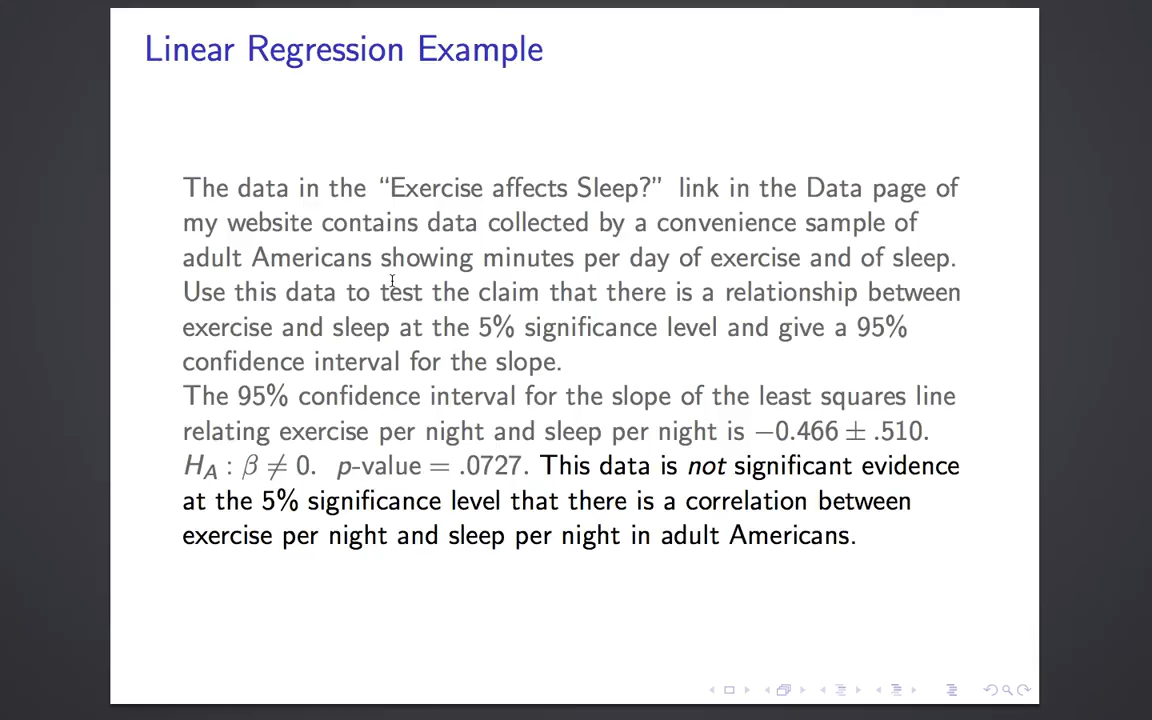 Linear Regression Example
The data in the “Exercise affects Sleep?” link in the Data page of
my website contains data collected by a convenience sample of
adult Americans showing minutes per day of exercise and of sleep.
Use this data to test the claim that there is a relationship between
exercise and sleep at the 5% significance level and give a 95%
confidence interval for the slope.
The 95% confidence interval for the slope of the least squares line
relating exercise per night and sleep per night is −0.466 ± .510.
H_A : β ≠ 0. p-value = .0727. This data is not significant evidence
at the 5% significance level that there is a correlation between
exercise per night and sleep per night in adult Americans.